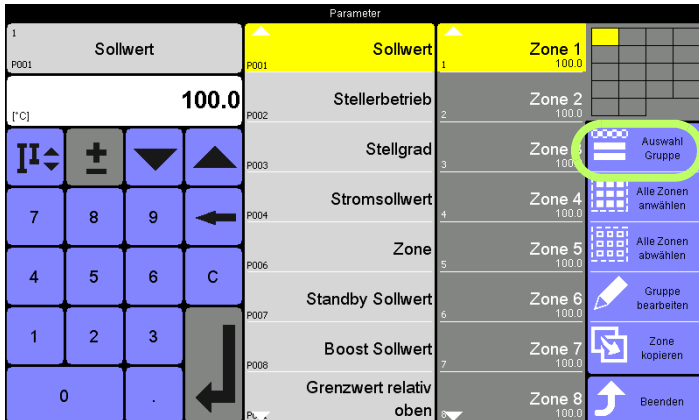 Parameter
1
Sollwert
P001
100.0
[°C]
7
8
9
4
5
6
C
1
2
3
0
.
Sollwert
P001
Stellerbetrieb
P002
Stellgrad
P003
Stromsollwert
P004
Zone
P006
Standby Sollwert
P007
Boost Sollwert
P008
Grenzwert relativ
oben
Zone 1
1
100.0
Zone 2
2
100.0
Zone
3
100.0
Zone 4
4
100.0
Zone 5
5
100.0
Zone 6
6
100.0
Zone 7
7
100.0
Zone 8
100.0
Auswahl
Gruppe
Alle Zonen
anwählen
Alle Zonen
abwählen
Gruppe
bearbeiten
Zone
kopieren
Beenden